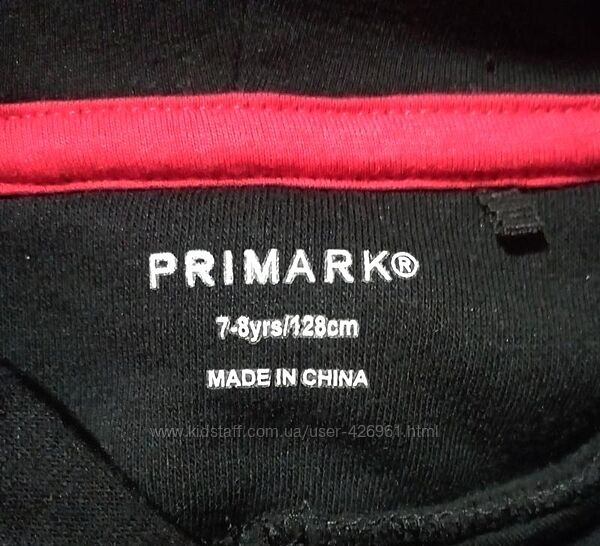 PRIMARK®
7-8yrs/128cm
MADE IN CHINA
www.kidstaff.com.ua/user-426961.html